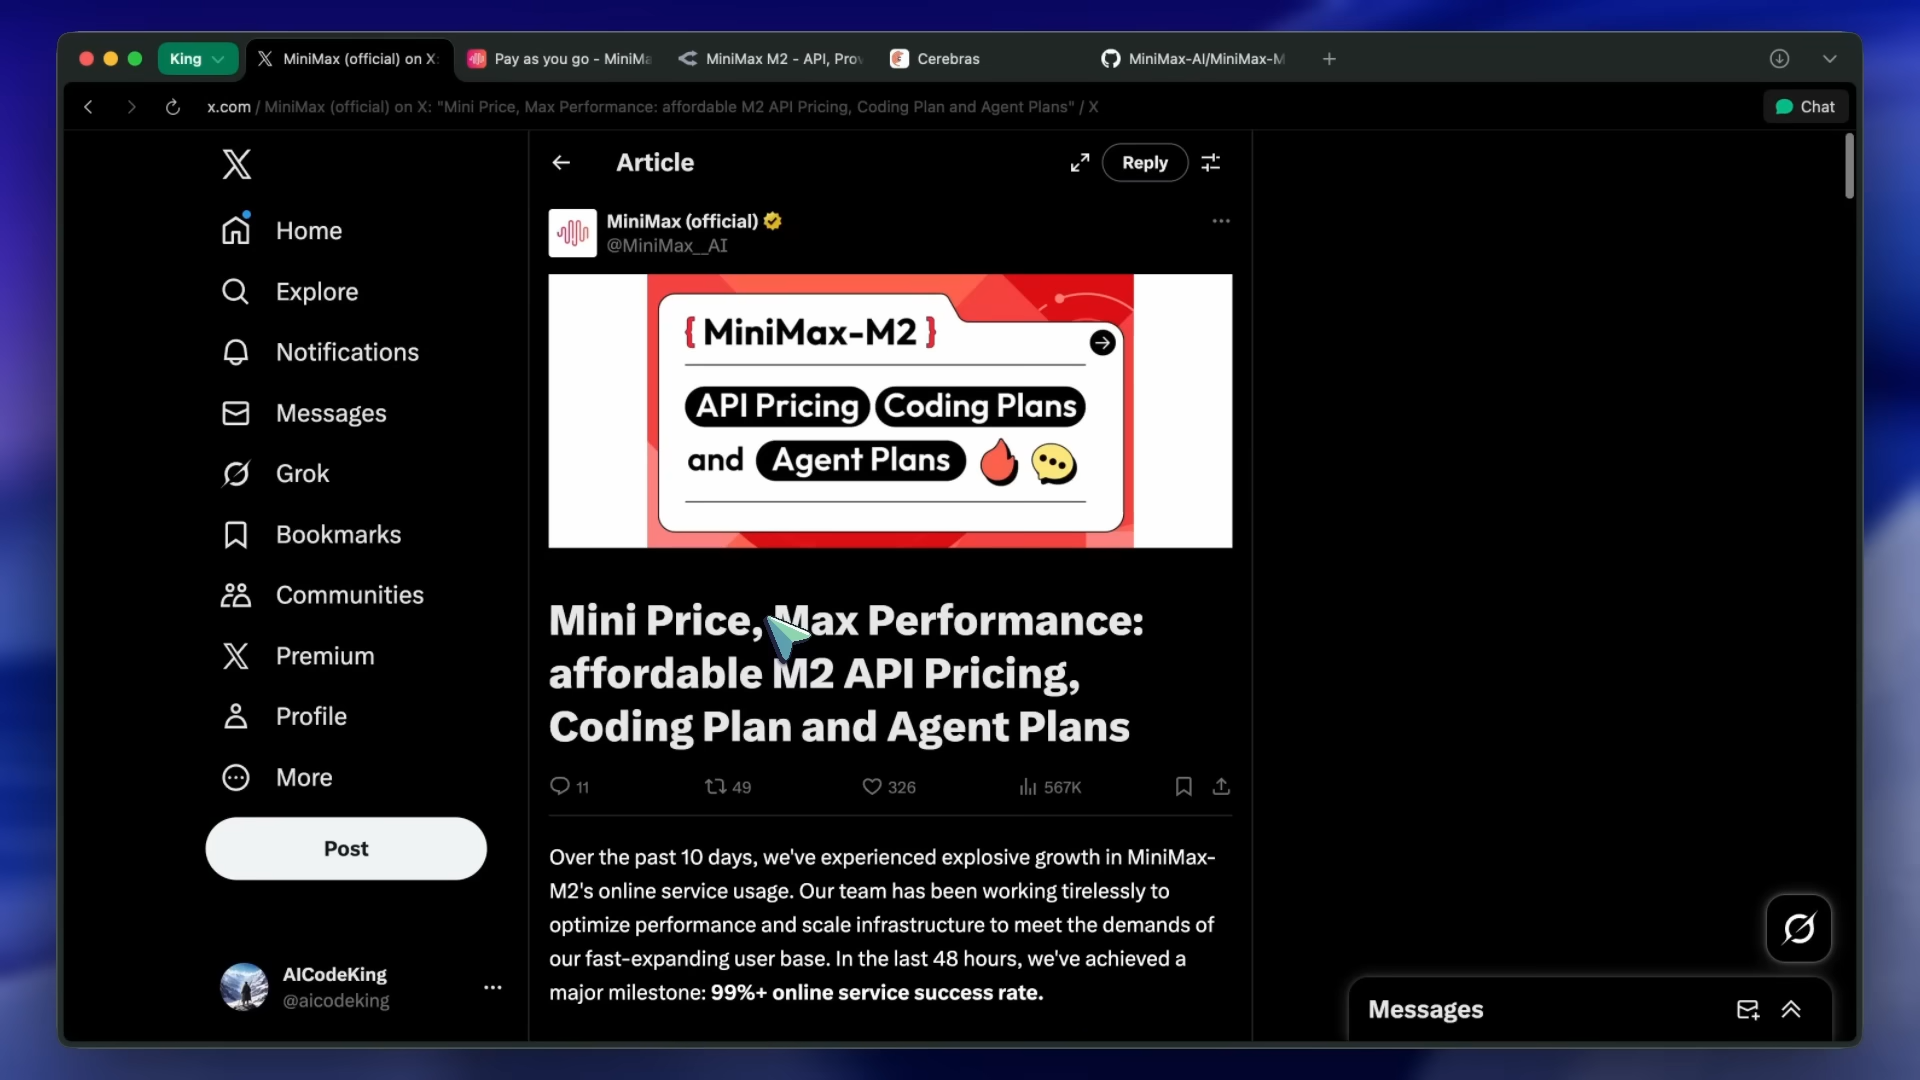 King
MiniMax (official) on X:
Pay as you go - MiniMa
MiniMax M2 - API, Prov
Cerebras
MiniMax-AI/MiniMax-M
x.com / MiniMax (official) on X: "Mini Price, Max Performance: affordable M2 API Pricing, Coding Plan and Agent Plans" / X
Chat
Home
Explore
Notifications
Messages
Grok
Bookmarks
Communities
Premium
Profile
More
Post
AICodeKing
@aicodeking
Article
Reply
MiniMax (official)
@MiniMax__AI
{ MiniMax-M2 }
API Pricing Coding Plans
and Agent Plans
Mini Price, Max Performance:
affordable M2 API Pricing,
Coding Plan and Agent Plans
11
49
326
567K
Over the past 10 days, we've experienced explosive growth in MiniMax-
M2's online service usage. Our team has been working tirelessly to
optimize performance and scale infrastructure to meet the demands of
our fast-expanding user base. In the last 48 hours, we've achieved a
major milestone: 99%+ online service success rate.
Messages